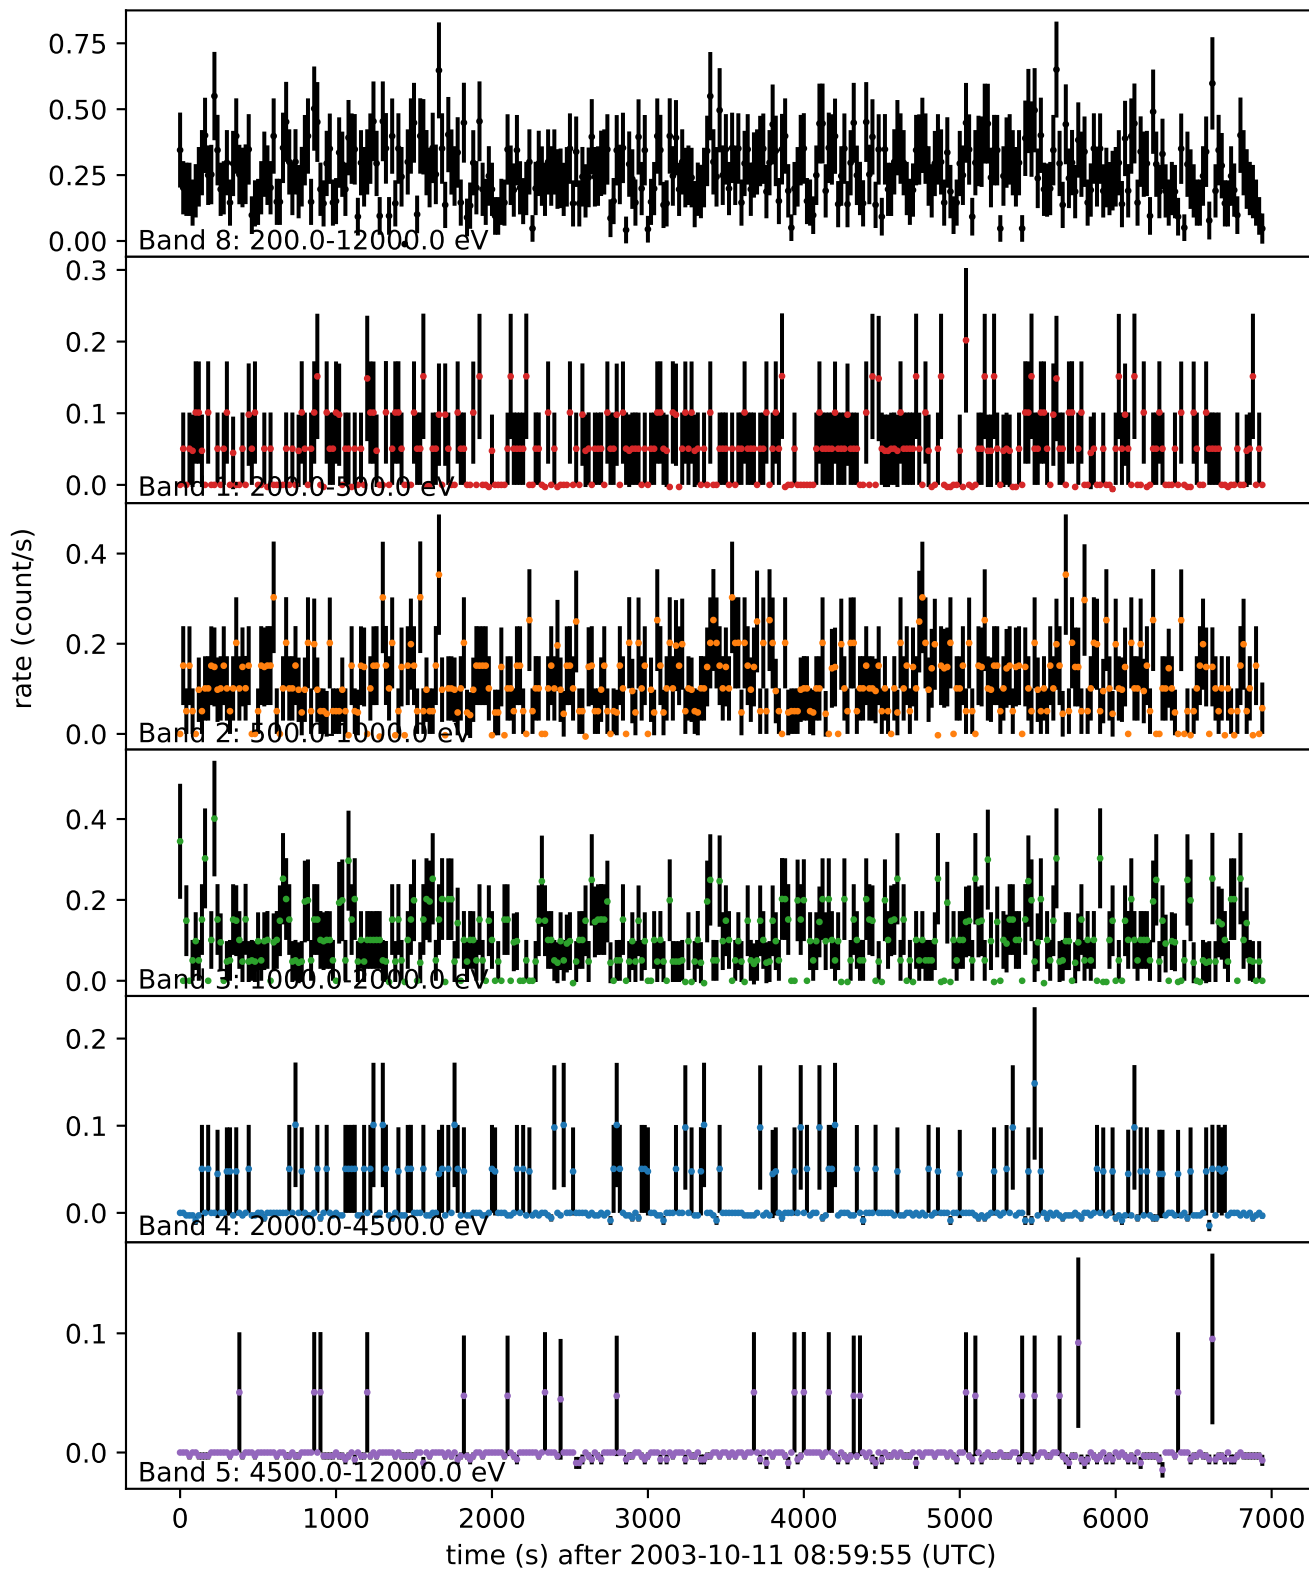 0.75
0.50
0.25
0.00
Band 8: 200.0-12000.0 eV
0.3
0.2
0.1
0.0
Band 1: 200.0-500.0 eV
rate (count/s)
0.4
0.2
0.0
Band 2: 500.0-1000.0 eV
0.4
0.2
0.0
Band 3: 1000.0-2000.0 eV
0.2
0.1
0.0
Band 4: 2000.0-4500.0 eV
0.1
0.0
Band 5: 4500.0-12000.0 eV
0 1000 2000 3000 4000 5000 6000 7000
time (s) after 2003-10-11 08:59:55 (UTC)